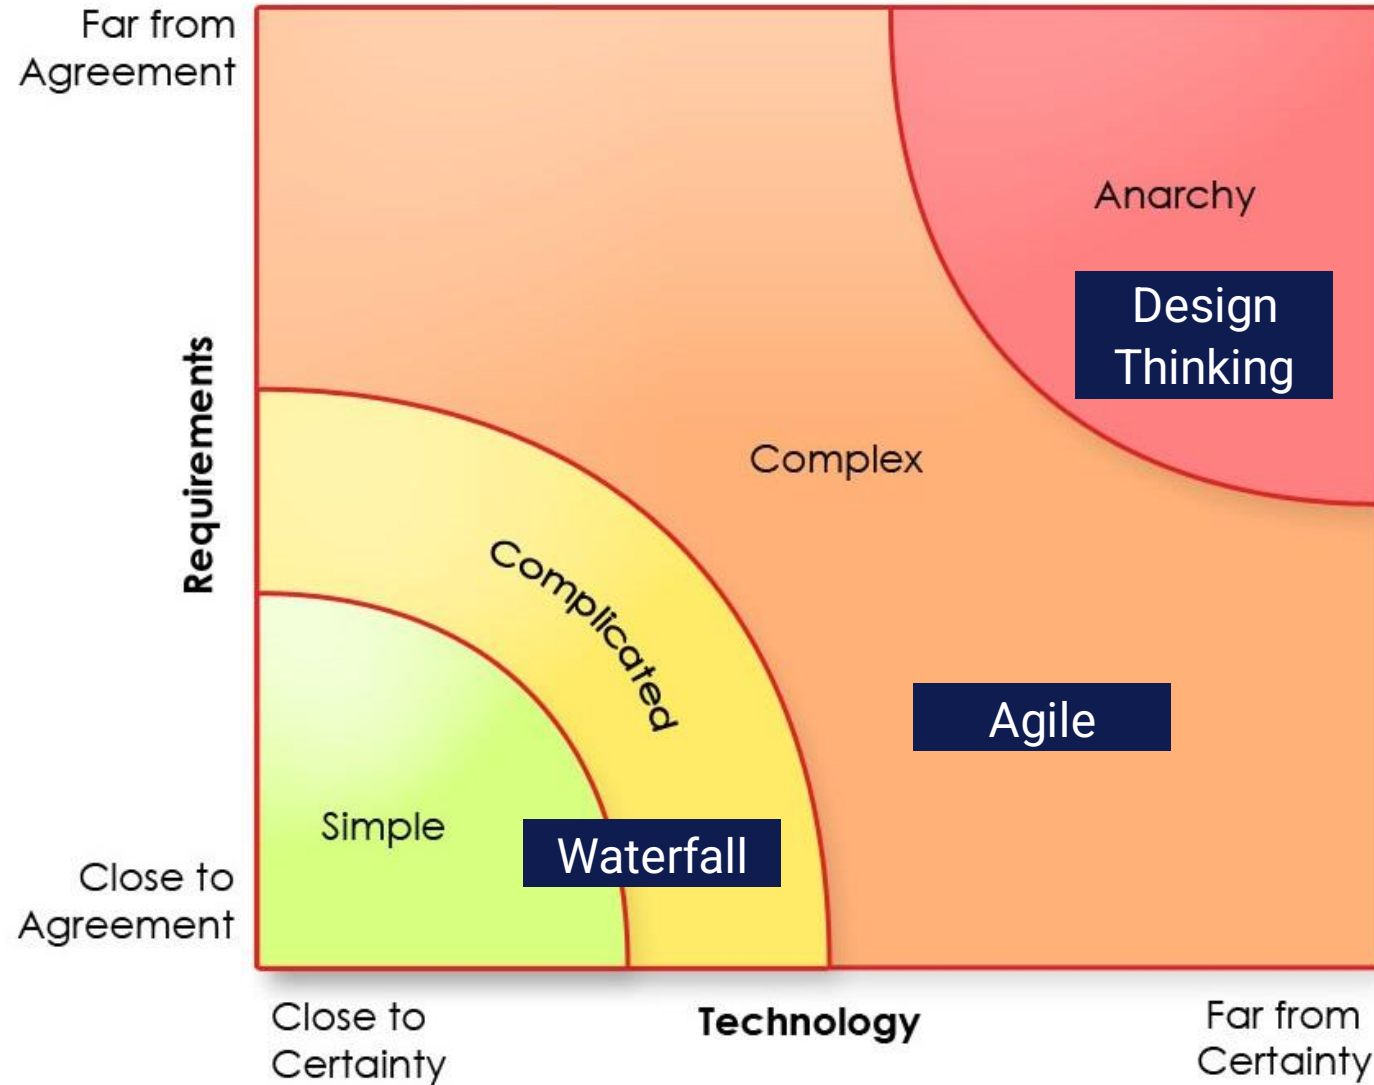 Far from
Agreement
Anarchy
Design
Thinking
Requirements
Complex
Complicated
Agile
Simple
Waterfall
Close to
Agreement
Close to
Certainty
Technology
Far from
Certainty